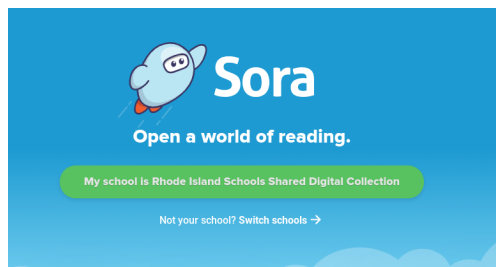 Sora
Open a world of reading.
My school is Rhode Island Schools Shared Digital Collection
Not your school? Switch schools →